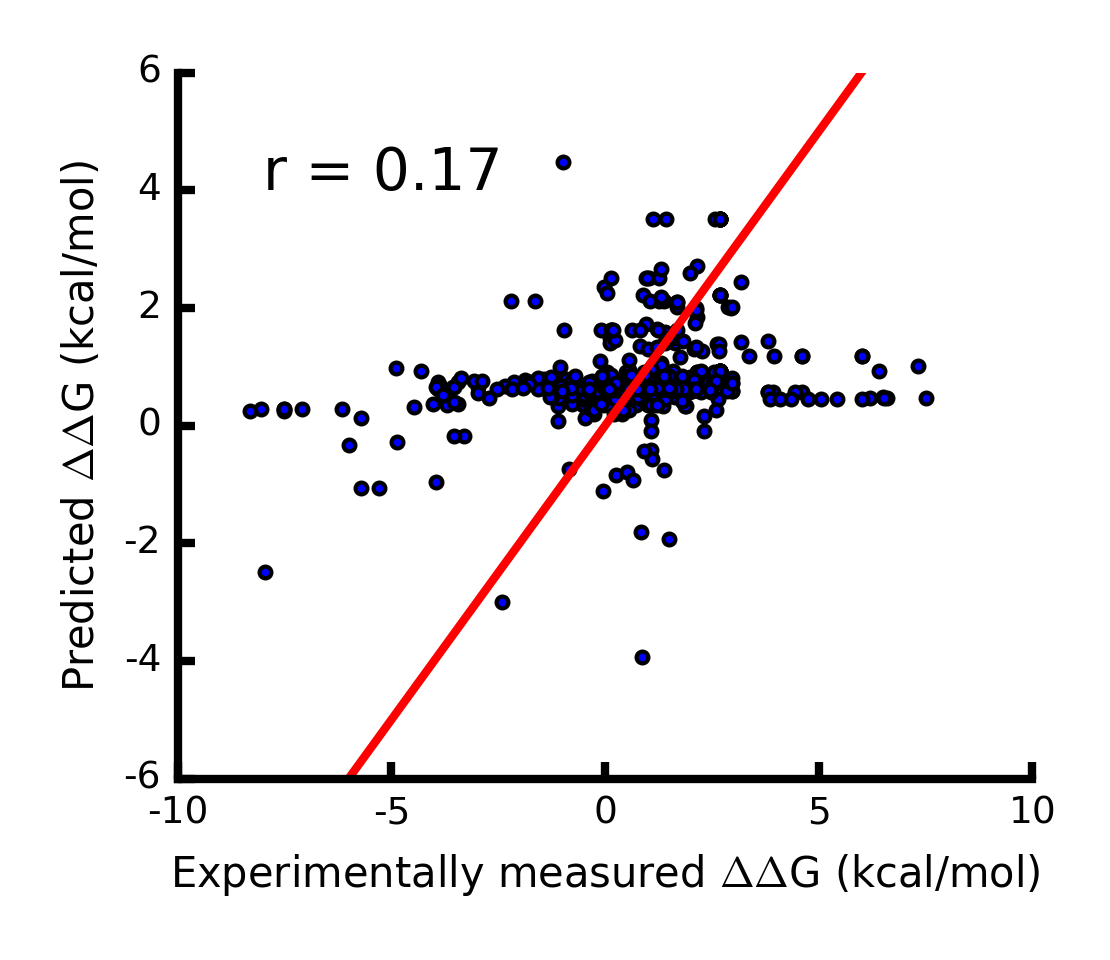 6
r = 0.17
4
2
0
-2
-4
-6
Predicted ΔΔG (kcal/mol)
-10 -5 0 5 10
Experimentally measured ΔΔG (kcal/mol)